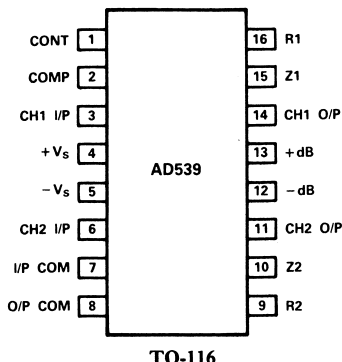 CONT 1 16 R1
COMP 2 15 Z1
CH1 I/P 3 14 CH1 O/P
+VS 4 13 +dB
AD539
−VS 5 12 −dB
CH2 I/P 6 11 CH2 O/P
I/P COM 7 10 Z2
O/P COM 8 9 R2
TO-116